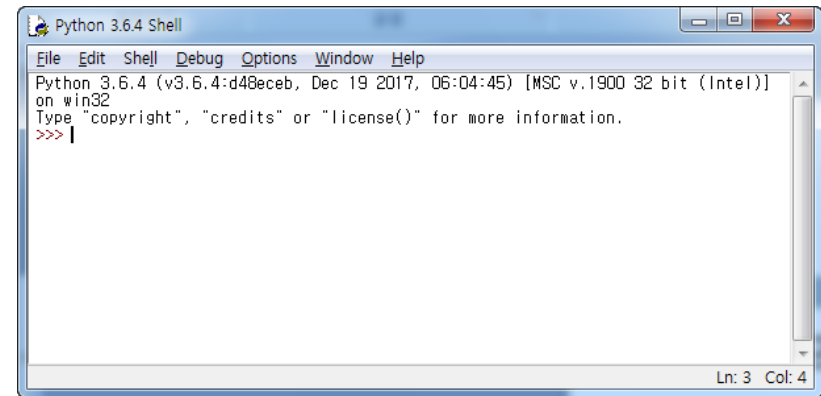 Python 3.6.4 Shell
File Edit Shell Debug Options Window Help
Python 3.6.4 (v3.6.4:d48eceb, Dec 19 2017, 06:04:45) [MSC v.1900 32 bit (Intel)]
on win32
Type "copyright", "credits" or "license()" for more information.
>>>
Ln: 3 Col: 4